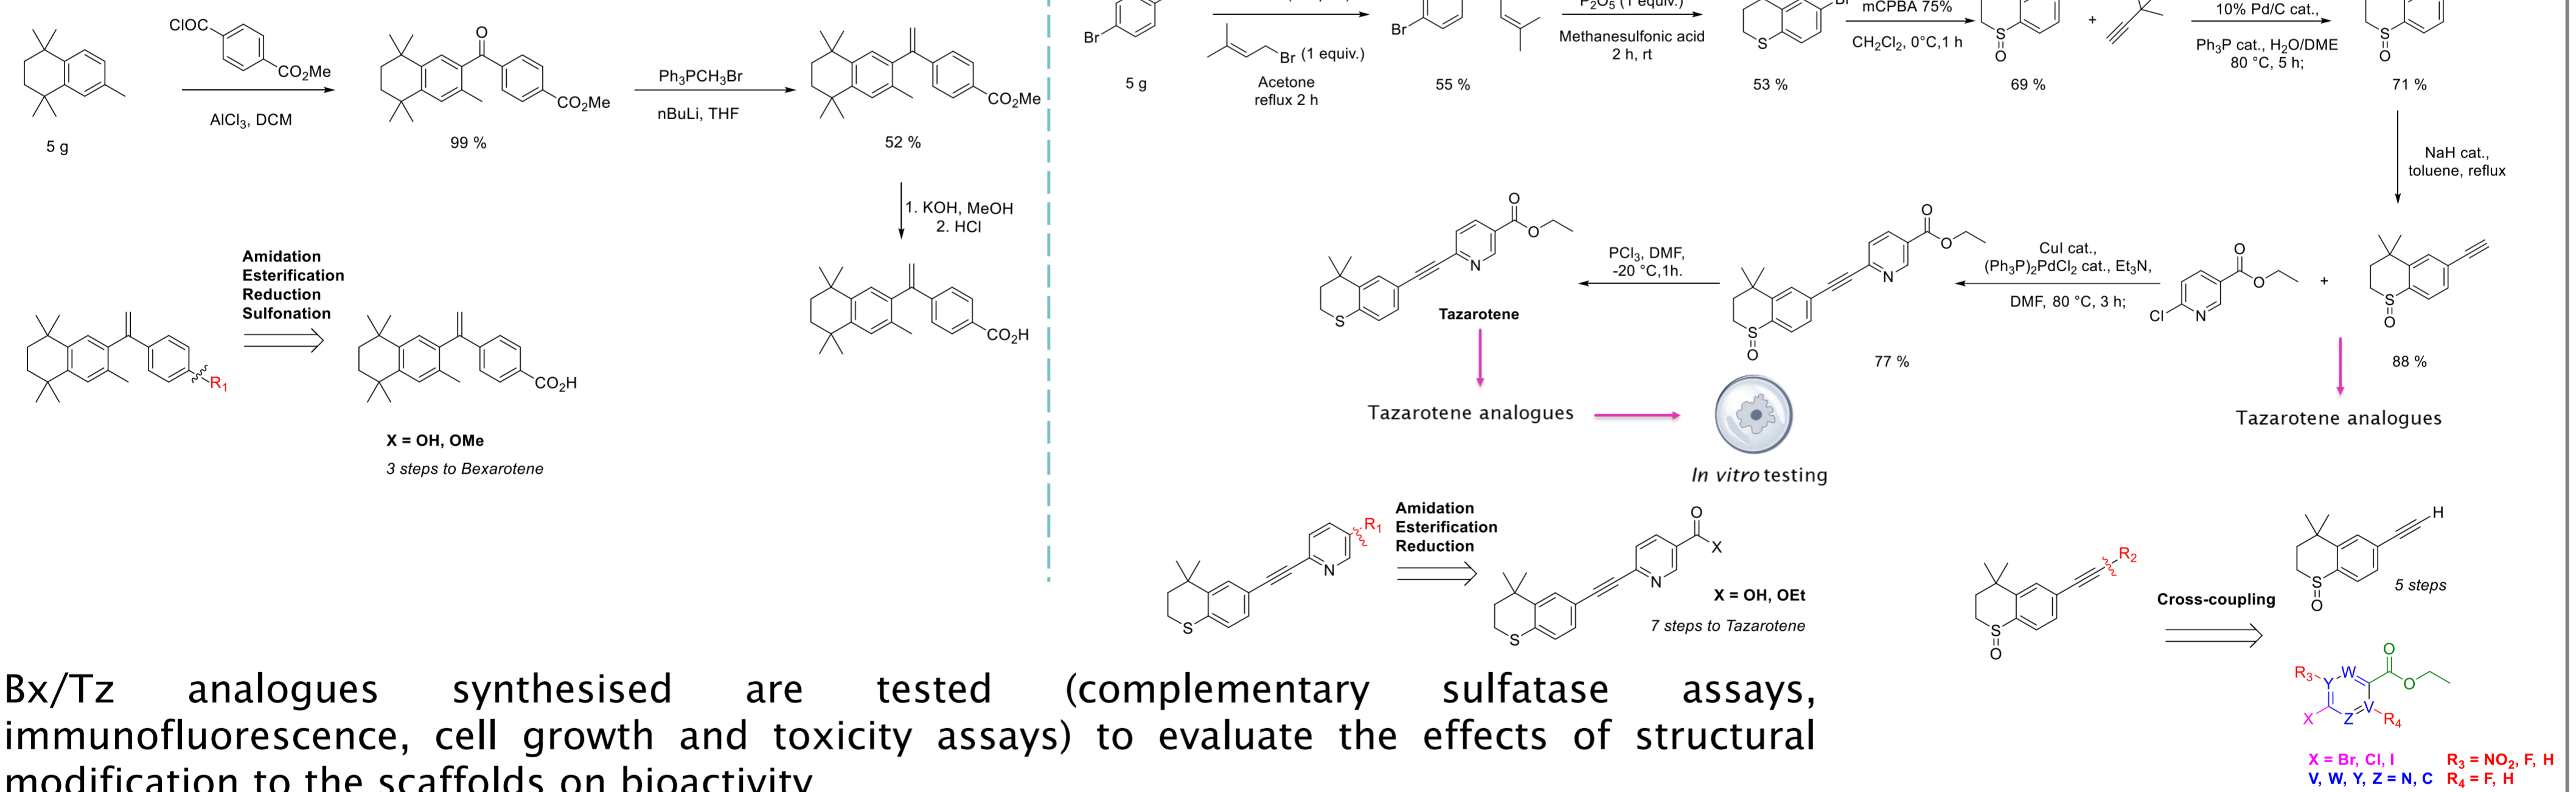 ClOC
CO₂Me
AlCl₃, DCM
5 g
O
CO₂Me
99 %
Ph₃PCH₃Br
nBuLi, THF
CO₂Me
52 %
1. KOH, MeOH
2. HCl
CO₂H
Amidation
Esterification
Reduction
Sulfonation
R₁
CO₂H
X = OH, OMe
3 steps to Bexarotene
Br
5 g
Br (1 equiv.)
Acetone
reflux 2 h
Br
55 %
P₂O₅ (1 equiv.)
Methanesulfonic acid
2 h, rt
Br
S
53 %
mCPBA 75%
CH₂Cl₂, 0°C,1 h
S
O
69 %
+
10% Pd/C cat.,
Ph₃P cat., H₂O/DME
80 °C, 5 h;
S
O
71 %
NaH cat.,
toluene, reflux
S
O
88 %
+
Cl
N
O
O
CuI cat.,
(Ph₃P)₂PdCl₂ cat., Et₃N,
DMF, 80 °C, 3 h;
O
O
N
S
O
77 %
PCl₃, DMF,
-20 °C,1h.
O
O
N
S
Tazarotene
Tazarotene analogues
In vitro testing
Tazarotene analogues
R₁
N
S
Amidation
Esterification
Reduction
O
X
N
S
X = OH, OEt
7 steps to Tazarotene
R₂
S
O
Cross-coupling
H
S
O
5 steps
O
O
R₃
W
Y
V
Z
X
R₄
X = Br, Cl, I R₃ = NO₂, F, H
V, W, Y, Z = N, C R₄ = F, H
Bx/Tz analogues synthesised are tested (complementary sulfatase assays,
immunofluorescence, cell growth and toxicity assays) to evaluate the effects of structural
modification to the scaffolds on bioactivity